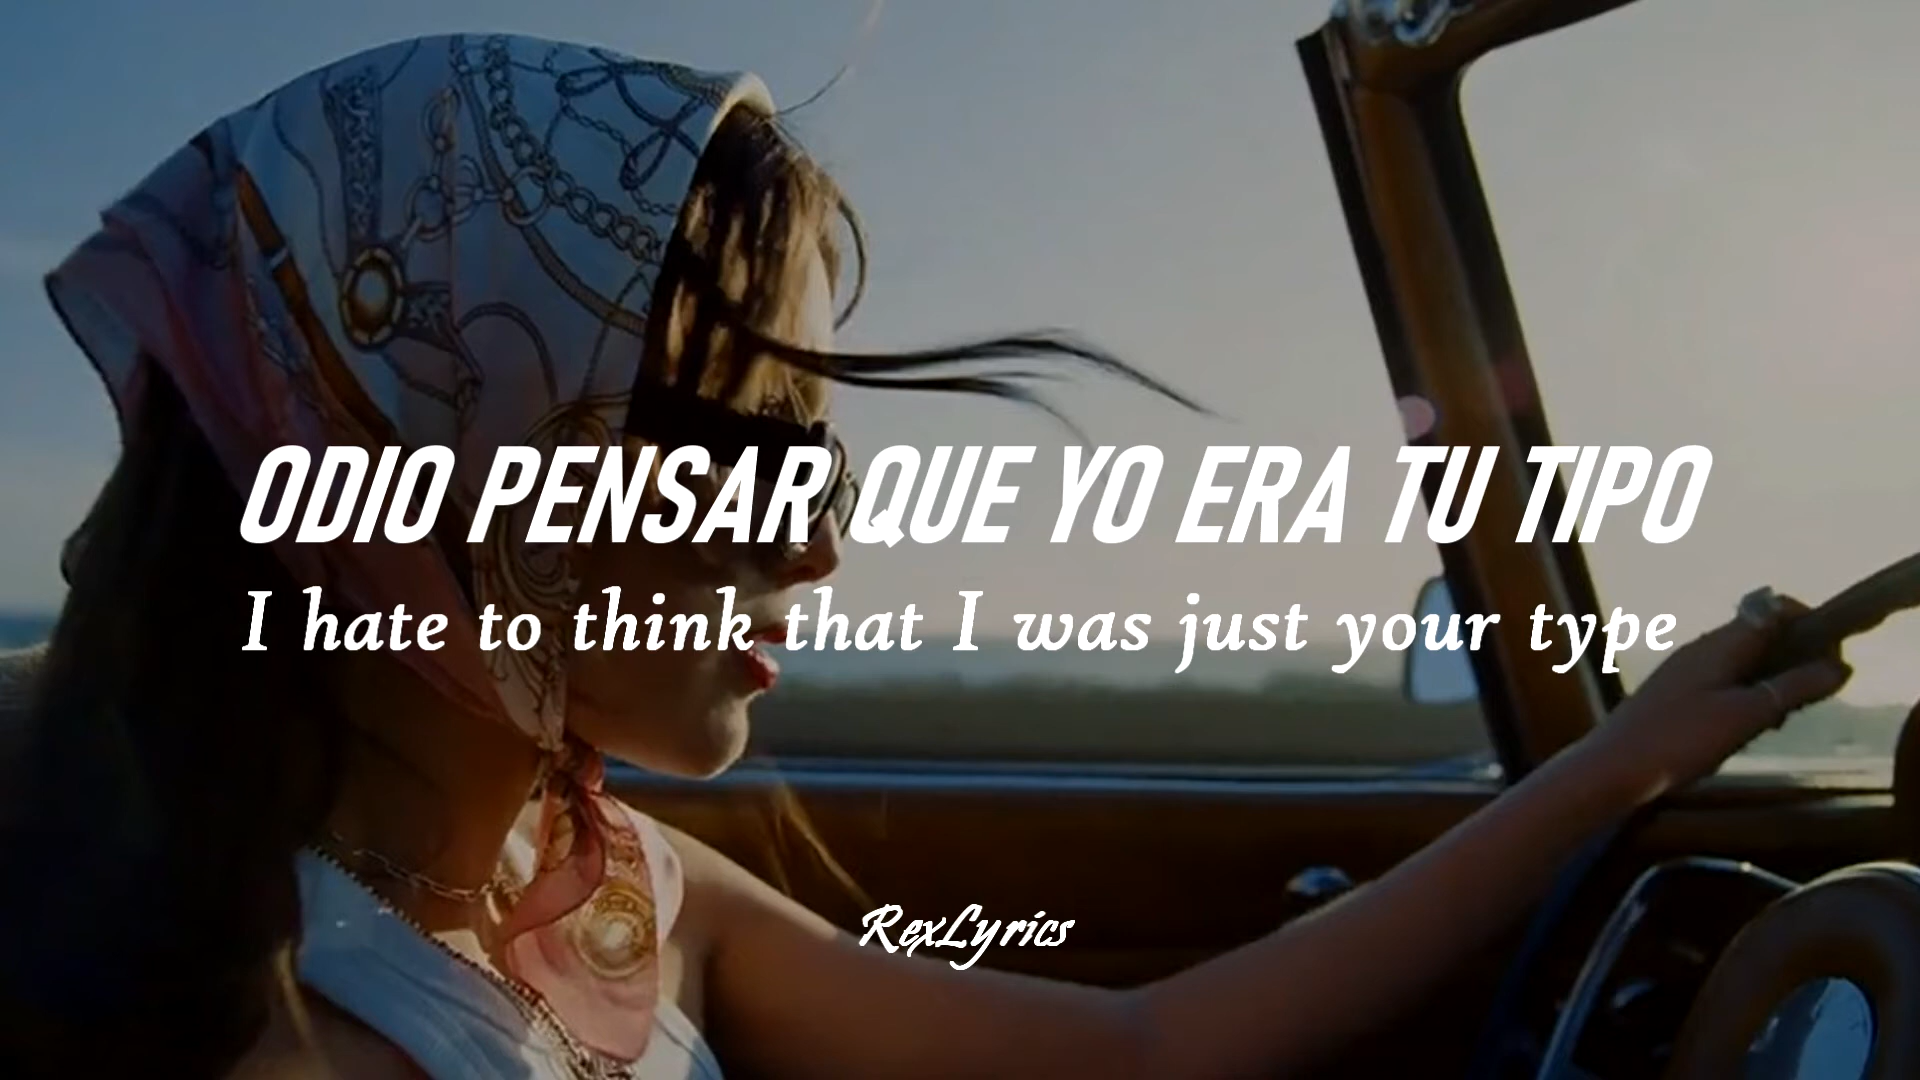 ODIO PENSAR QUE YO ERA TU TIPO
I hate to think that I was just your type
RexLyrics